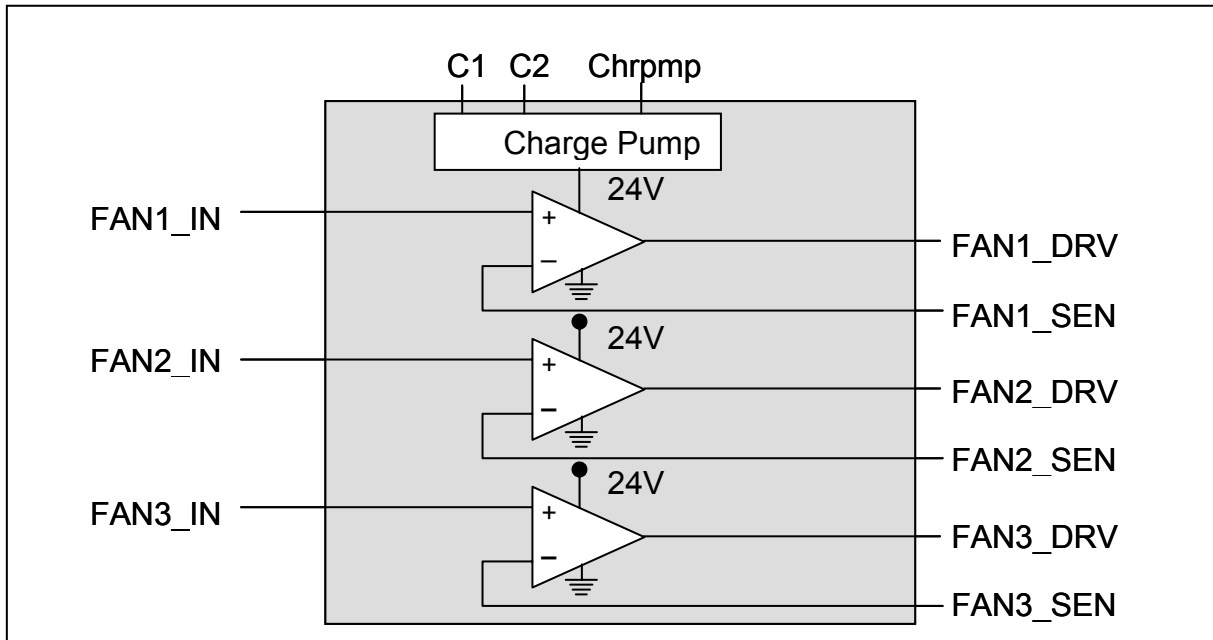 C1 C2 Chrpmp
Charge Pump
24V
FAN1_IN
+
−
FAN1_DRV
FAN1_SEN
24V
FAN2_IN
+
−
FAN2_DRV
FAN2_SEN
24V
FAN3_IN
+
−
FAN3_DRV
FAN3_SEN